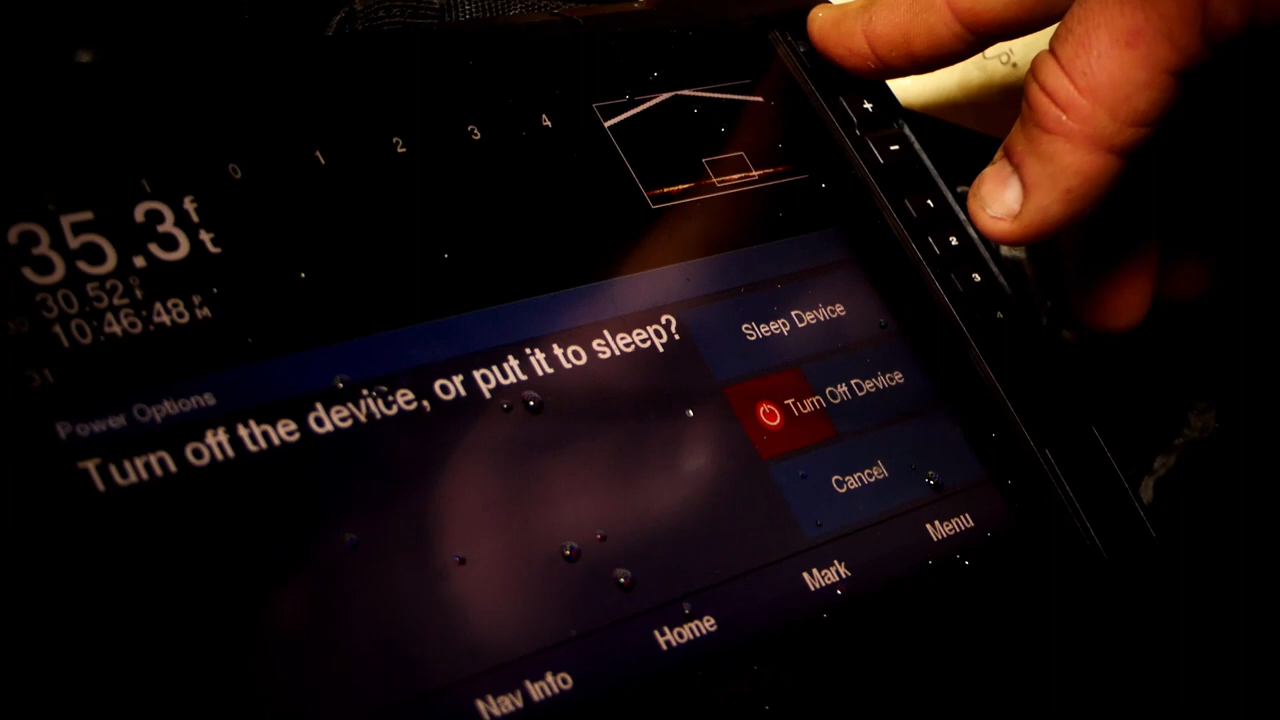 0 1 2 3 4
35.3 ft
30.52
10:46:48 PM
Power Options
Turn off the device, or put it to sleep?
Sleep Device
Turn Off Device
Cancel
Nav Info Home Mark Menu
+
-
1
2
3
4